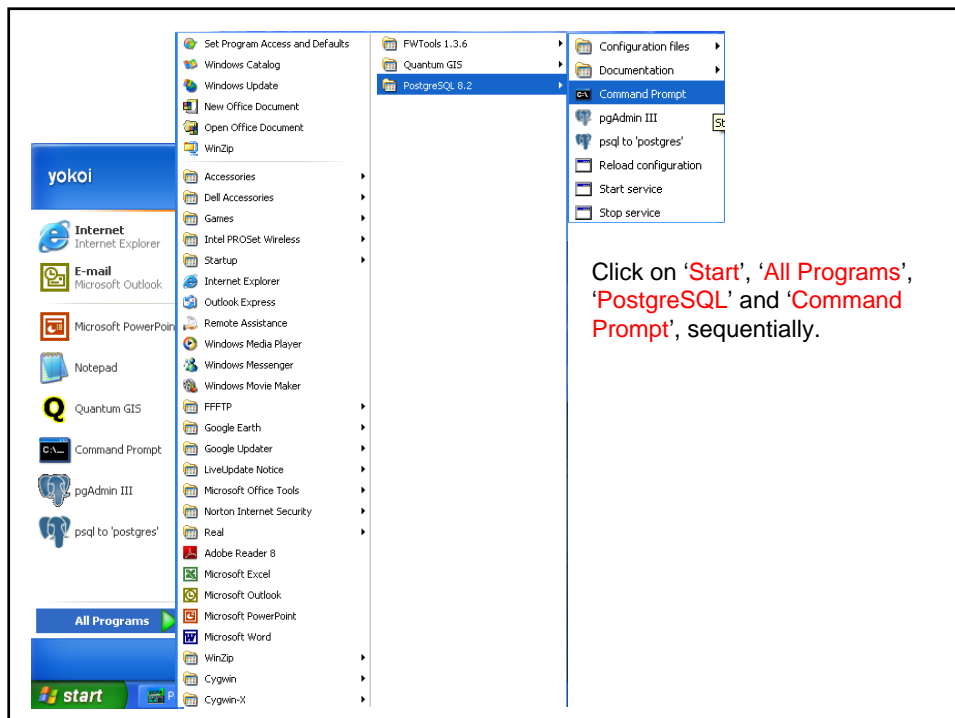 Set Program Access and Defaults
Windows Catalog
Windows Update
New Office Document
Open Office Document
WinZip
Accessories
Dell Accessories
Games
Intel PROSet Wireless
Startup
Internet Explorer
Outlook Express
Remote Assistance
Windows Media Player
Windows Messenger
Windows Movie Maker
FFFTP
Google Earth
Google Updater
LiveUpdate Notice
Microsoft Office Tools
Norton Internet Security
Real
Adobe Reader 8
Microsoft Excel
Microsoft Outlook
Microsoft PowerPoint
Microsoft Word
WinZip
Cygwin
Cygwin-X
FWTools 1.3.6
Quantum GIS
PostgreSQL 8.2
Configuration files
Documentation
Command Prompt
pgAdmin III
psql to 'postgres'
Reload configuration
Start service
Stop service
St
yokoi
Internet
Internet Explorer
E-mail
Microsoft Outlook
Microsoft PowerPoin
Notepad
Quantum GIS
Command Prompt
pgAdmin III
psql to 'postgres'
All Programs
start
P
Click on ‘Start’, ‘All Programs’,
‘PostgreSQL’ and ‘Command
Prompt’, sequentially.